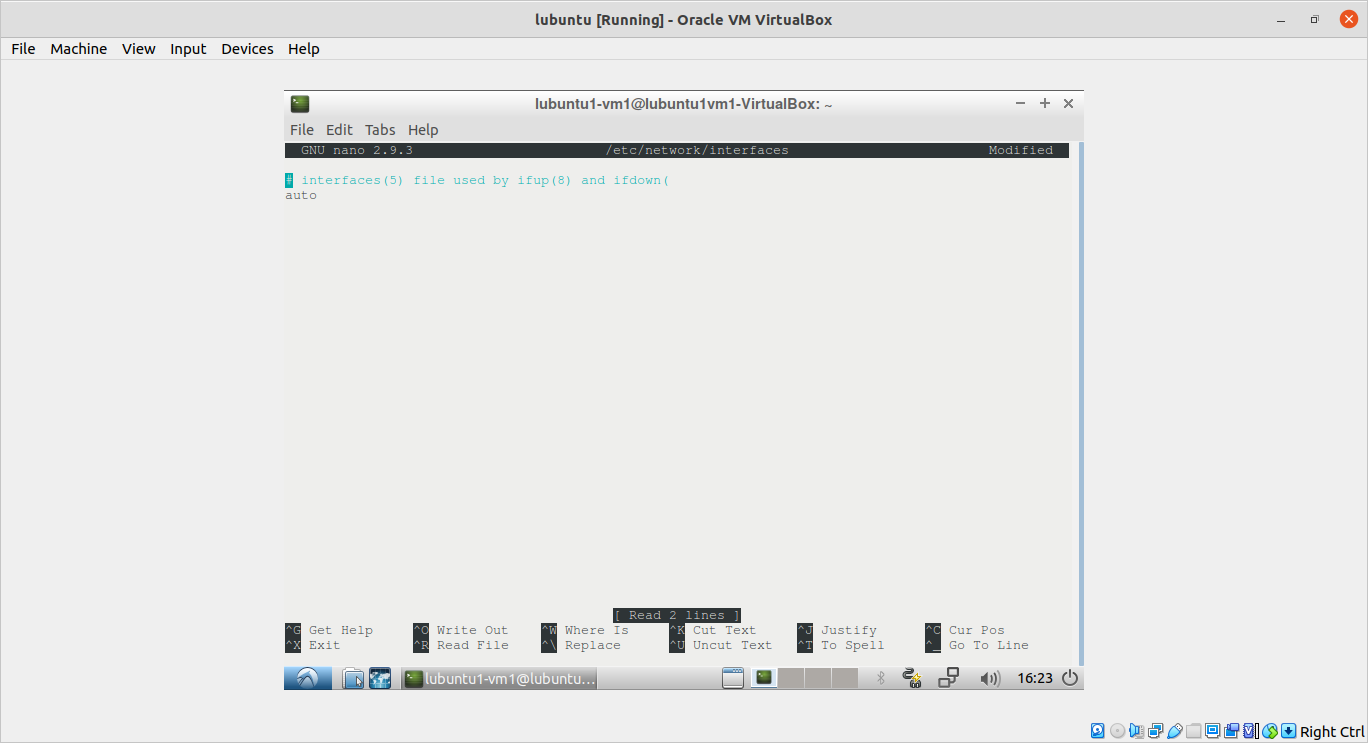 lubuntu [Running] - Oracle VM VirtualBox
File Machine View Input Devices Help
lubuntu1-vm1@lubuntu1vm1-VirtualBox: ~
File Edit Tabs Help
GNU nano 2.9.3 /etc/network/interfaces Modified
# interfaces(5) file used by ifup(8) and ifdown(
auto
[ Read 2 lines ]
^G Get Help ^O Write Out ^W Where Is ^K Cut Text ^J Justify ^C Cur Pos
^X Exit ^R Read File ^\ Replace ^U Uncut Text ^T To Spell ^_ Go To Line
lubuntu1-vm1@lubuntu... 16:23
Right Ctrl